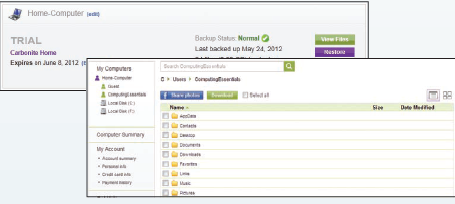 Home-Computer (edit)
TRIAL
Carbonite Home
Expires on June 8, 2012
Backup Status: Normal
Last backed up May 24, 2012
View Files
Restore
My Computers
Home-Computer
Guest
ComputingEssentials
Local Disk (C:)
Local Disk (F:)
Computer Summary
My Account
Account summary
Personal info
Credit card info
Payment history
Search ComputingEssentials
C > Users > ComputingEssentials
Share photos Download Select all
Name Size Date Modified
AppData
Contacts
Desktop
Documents
Downloads
Favorites
Links
Music
Pictures